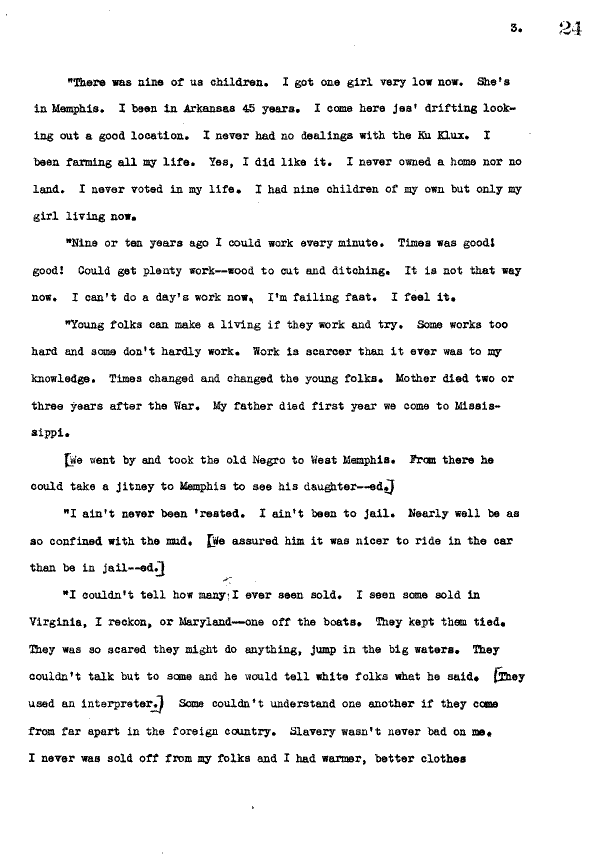 3. 24
"There was nine of us children. I got one girl very low now. She's
in Memphis. I been in Arkansas 45 years. I come here jes' drifting look-
ing out a good location. I never had no dealings with the Ku Klux. I
been farming all my life. Yes, I did like it. I never owned a home nor no
land. I never voted in my life. I had nine children of my own but only my
girl living now.
"Nine or ten years ago I could work every minute. Times was good!
good! Could get plenty work--wood to cut and ditching. It is not that way
now. I can't do a day's work now, I'm failing fast. I feel it.
"Young folks can make a living if they work and try. Some works too
hard and some don't hardly work. Work is scarcer than it ever was to my
knowledge. Times changed and changed the young folks. Mother died two or
three years after the War. My father died first year we come to Missis-
sippi.
[We went by and took the old Negro to West Memphis. From there he
could take a jitney to Memphis to see his daughter--ed.]
"I ain't never been 'rested. I ain't been to jail. Nearly well be as
so confined with the mud. [We assured him it was nicer to ride in the car
than be in jail--ed.]
"I couldn't tell how many I ever seen sold. I seen some sold in
Virginia, I reckon, or Maryland--one off the boats. They kept them tied.
They was so scared they might do anything, jump in the big waters. They
couldn't talk but to some and he would tell white folks what he said. [They
used an interpreter.] Some couldn't understand one another if they come
from far apart in the foreign country. Slavery wasn't never bad on me.
I never was sold off from my folks and I had warmer, better clothes